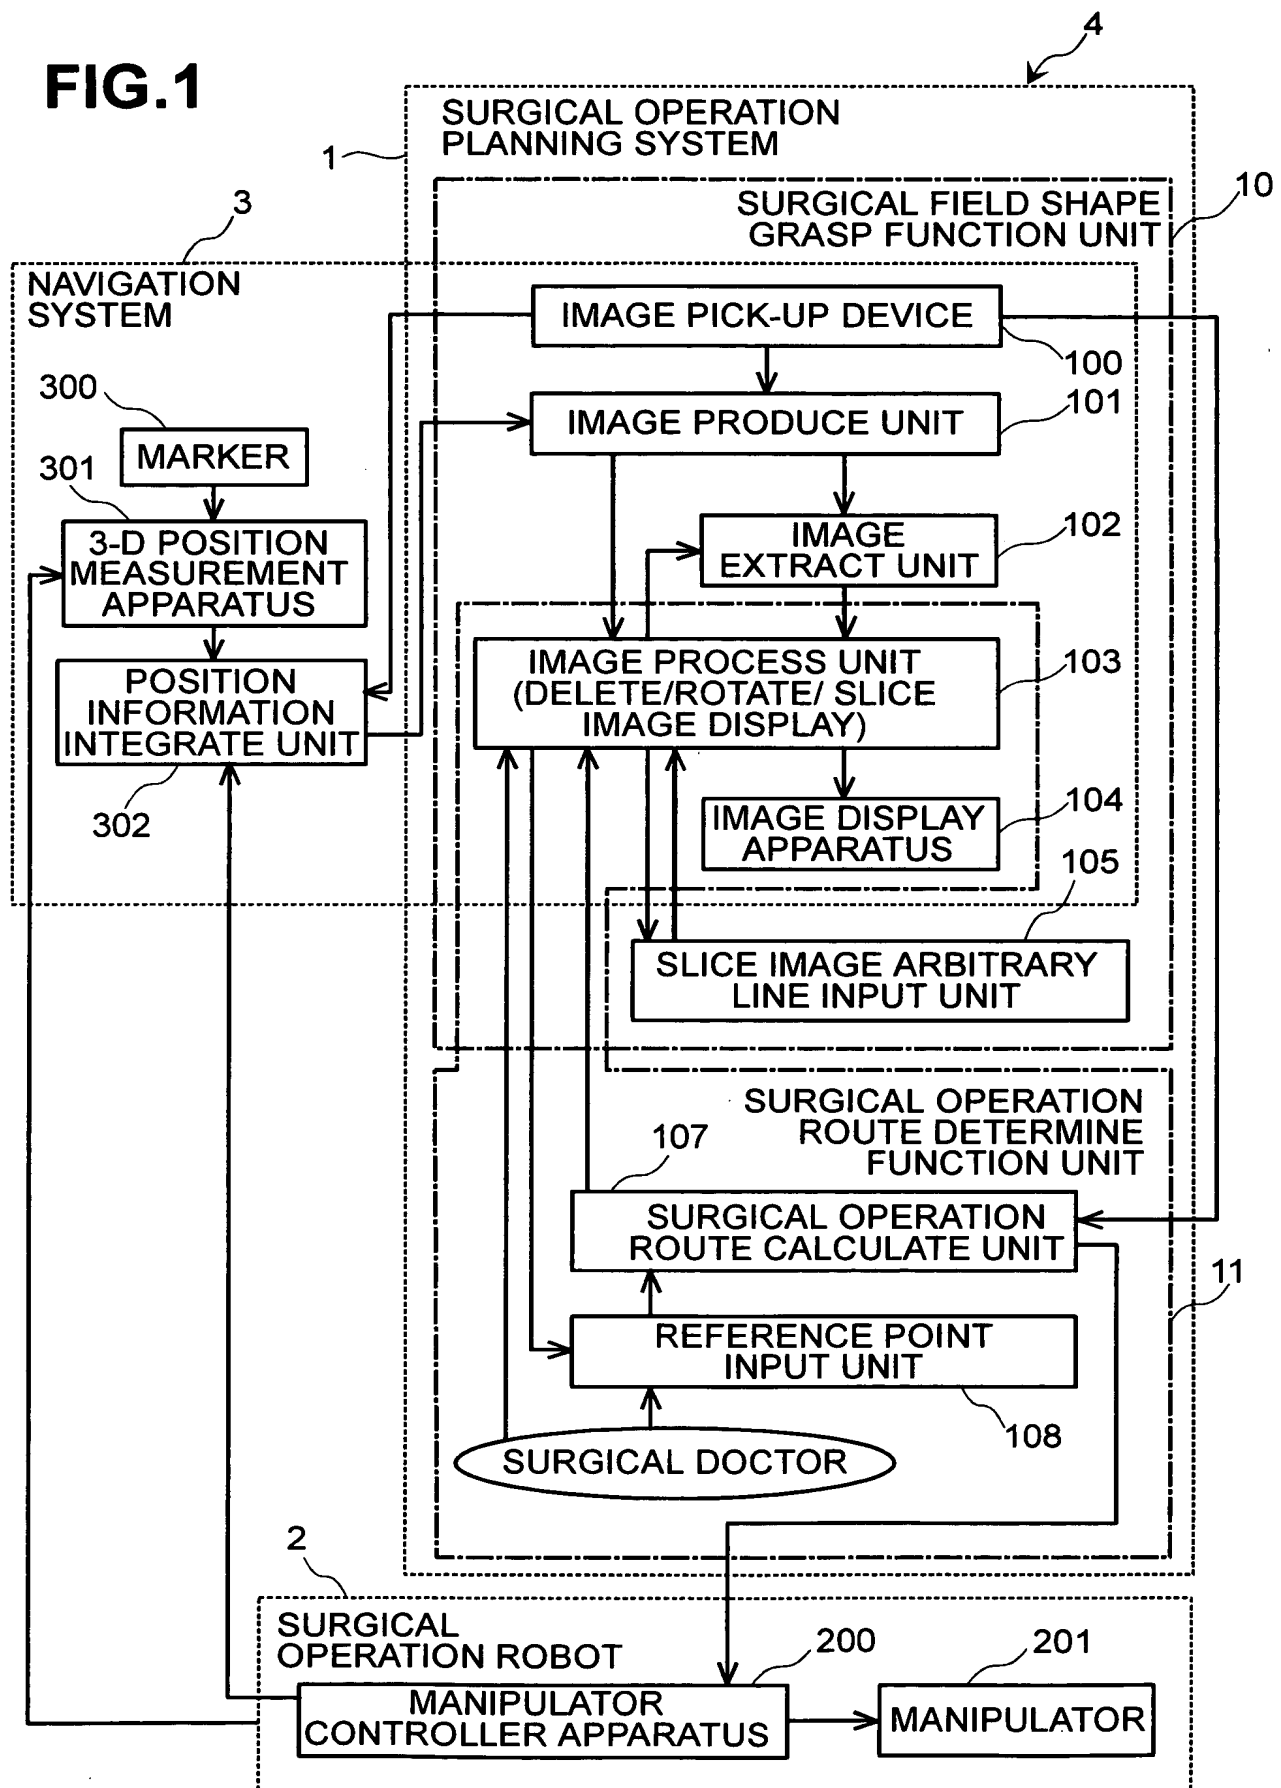 FIG.1
4
SURGICAL OPERATION
PLANNING SYSTEM
1
10
SURGICAL FIELD SHAPE
GRASP FUNCTION UNIT
3
NAVIGATION
SYSTEM
IMAGE PICK-UP DEVICE
100
300
101
IMAGE PRODUCE UNIT
MARKER
301
102
IMAGE
EXTRACT UNIT
3-D POSITION
MEASUREMENT
APPARATUS
103
IMAGE PROCESS UNIT
(DELETE/ROTATE/ SLICE
IMAGE DISPLAY)
POSITION
INFORMATION
INTEGRATE UNIT
302
104
IMAGE DISPLAY
APPARATUS
105
SLICE IMAGE ARBITRARY
LINE INPUT UNIT
SURGICAL OPERATION
ROUTE DETERMINE
FUNCTION UNIT
107
SURGICAL OPERATION
ROUTE CALCULATE UNIT
11
REFERENCE POINT
INPUT UNIT
108
SURGICAL DOCTOR
2
SURGICAL
OPERATION ROBOT
200
201
MANIPULATOR
CONTROLLER APPARATUS
MANIPULATOR